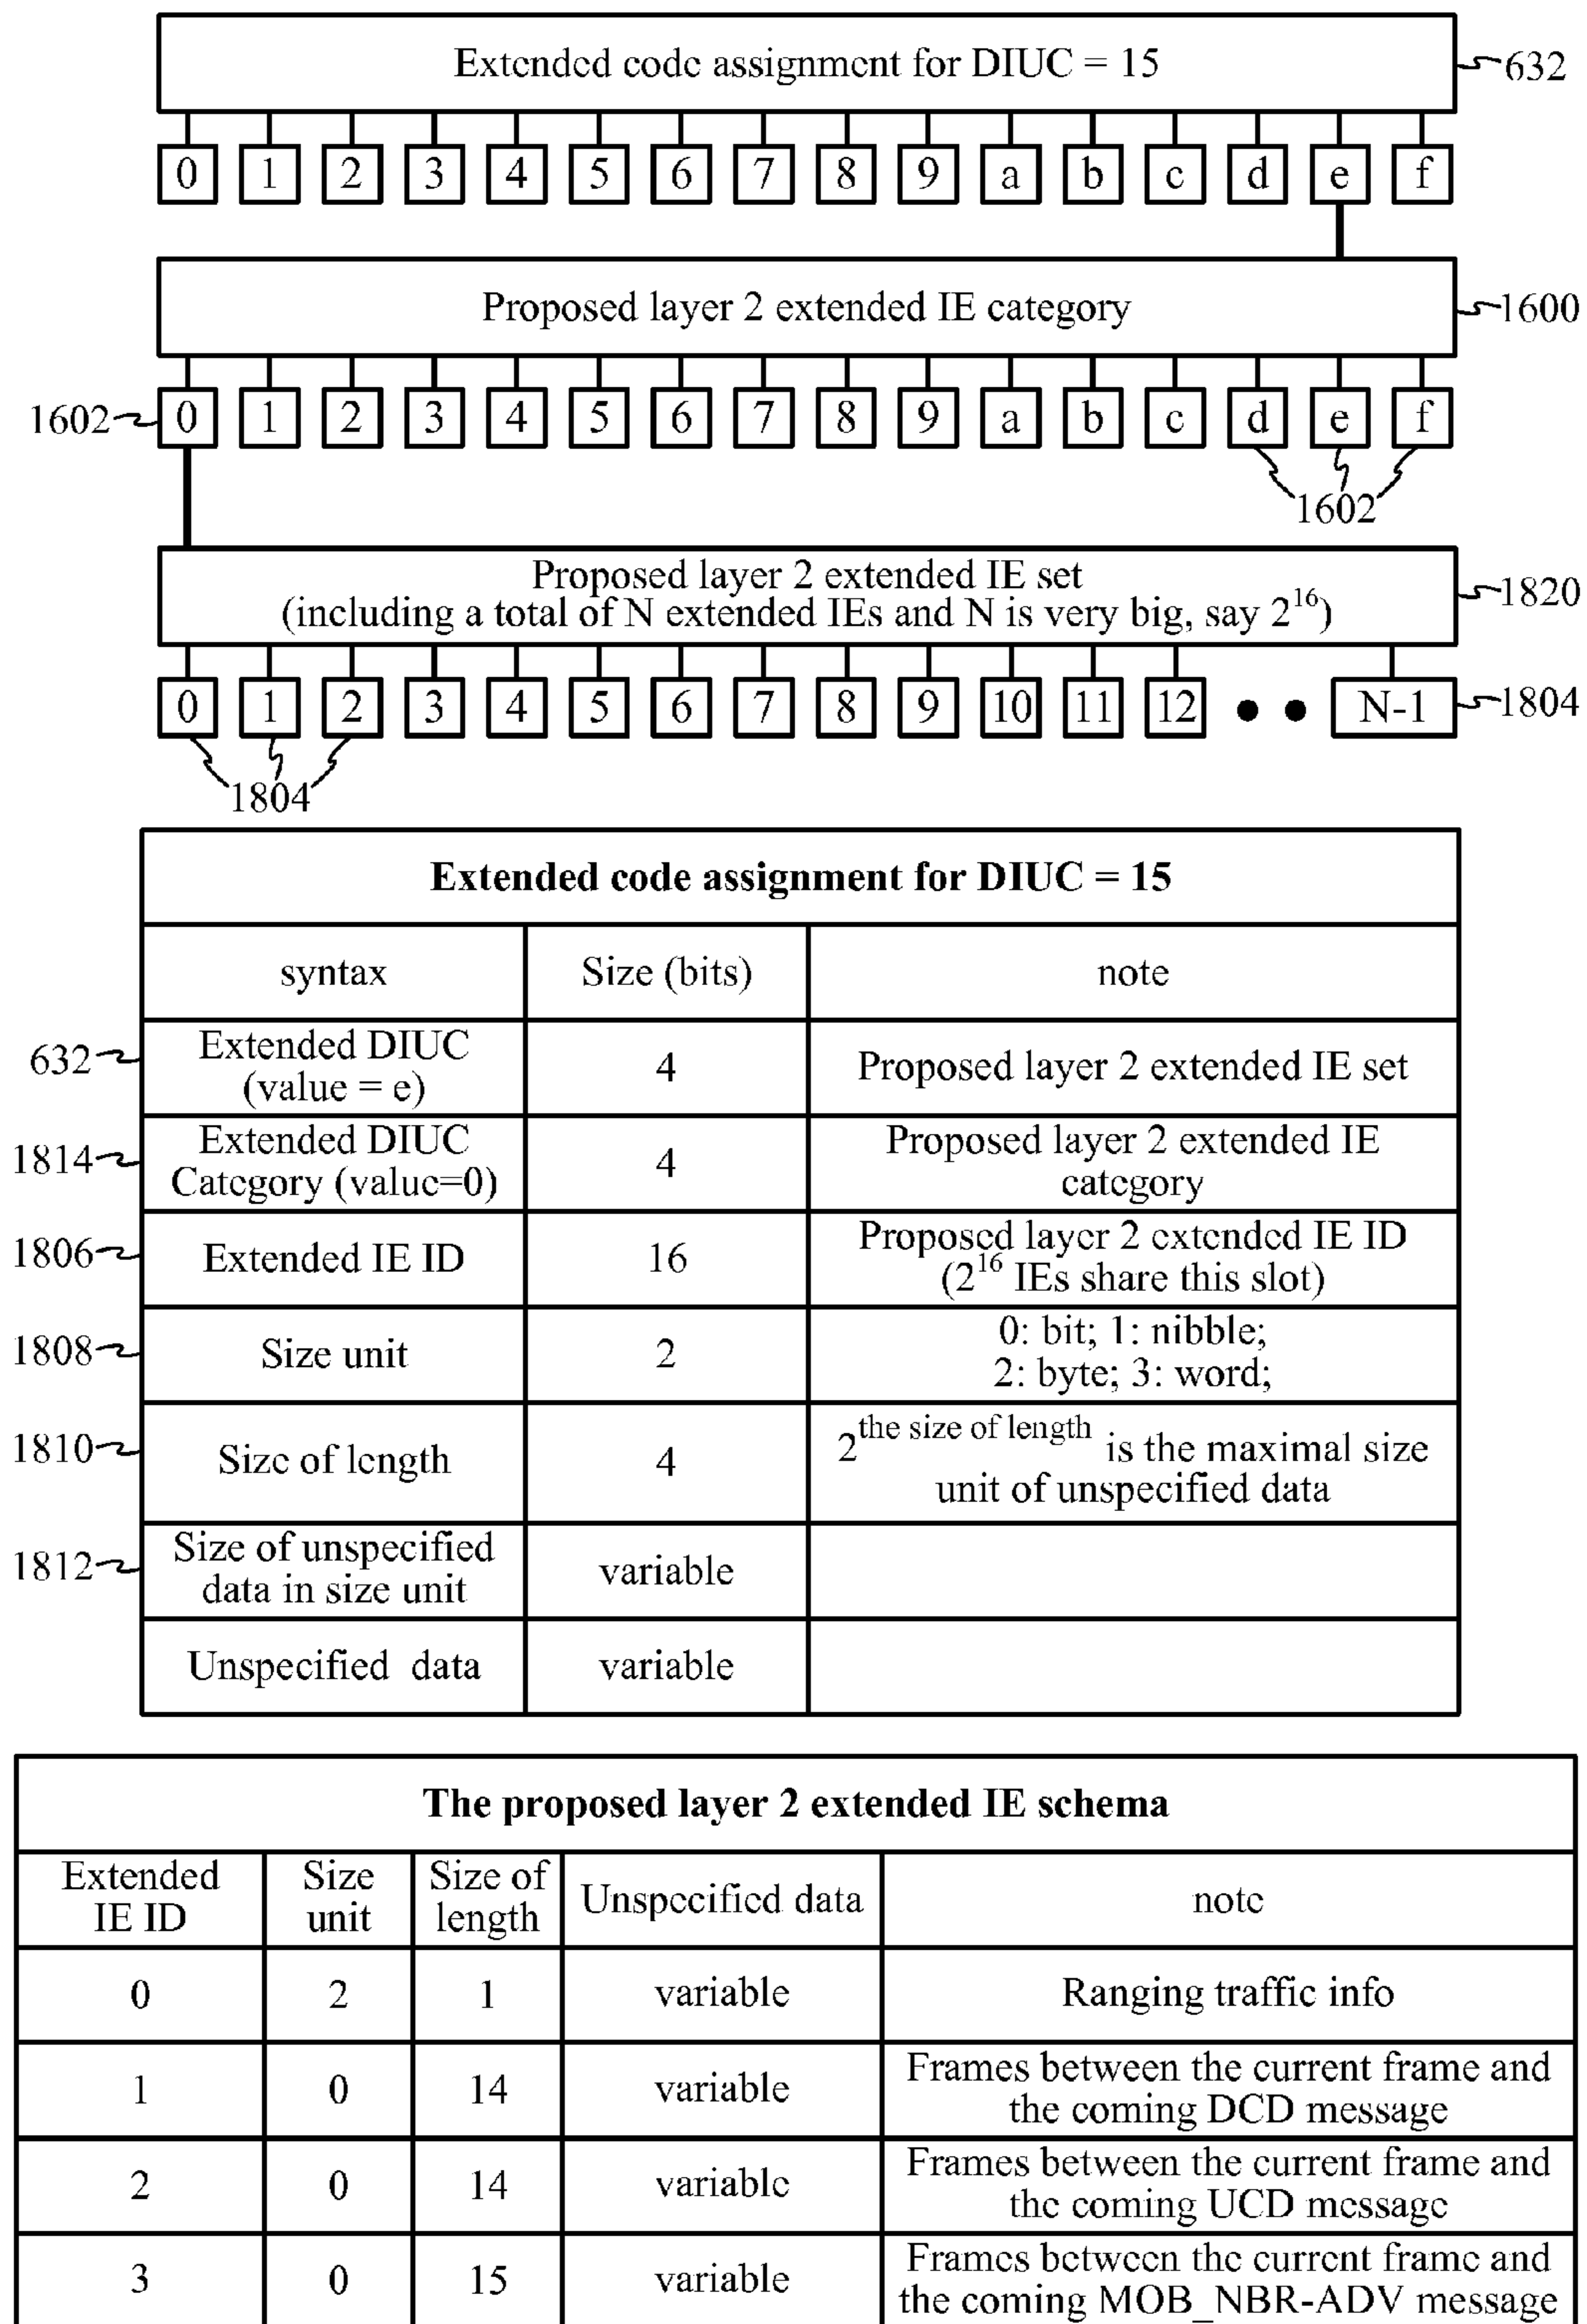 Extended code assignment for DIUC = 15
632
0 1 2 3 4 5 6 7 8 9 a b c d e f
Proposed layer 2 extended IE category
1600
1602
0 1 2 3 4 5 6 7 8 9 a b c d e f
1602
Proposed layer 2 extended IE set
(including a total of N extended IEs and N is very big, say 2^16)
1820
0 1 2 3 4 5 6 7 8 9 10 11 12 ● ● N-1
1804
1804
Extended code assignment for DIUC = 15
syntax Size (bits) note
632
Extended DIUC
(value = e)
4
Proposed layer 2 extended IE set
1814
Extended DIUC
Category (value=0)
4
Proposed layer 2 extended IE
category
1806
Extended IE ID
16
Proposed layer 2 extended IE ID
(2^16 IEs share this slot)
1808
Size unit
2
0: bit; 1: nibble;
2: byte; 3: word;
1810
Size of length
4
2^the size of length is the maximal size
unit of unspecified data
1812
Size of unspecified
data in size unit
variable
Unspecified data
variable
The proposed layer 2 extended IE schema
Extended
IE ID
Size
unit
Size of
length
Unspecified data
note
0 2 1 variable Ranging traffic info
1 0 14 variable
Frames between the current frame and
the coming DCD message
2 0 14 variable
Frames between the current frame and
the coming UCD message
3 0 15 variable
Frames between the current frame and
the coming MOB_NBR-ADV message